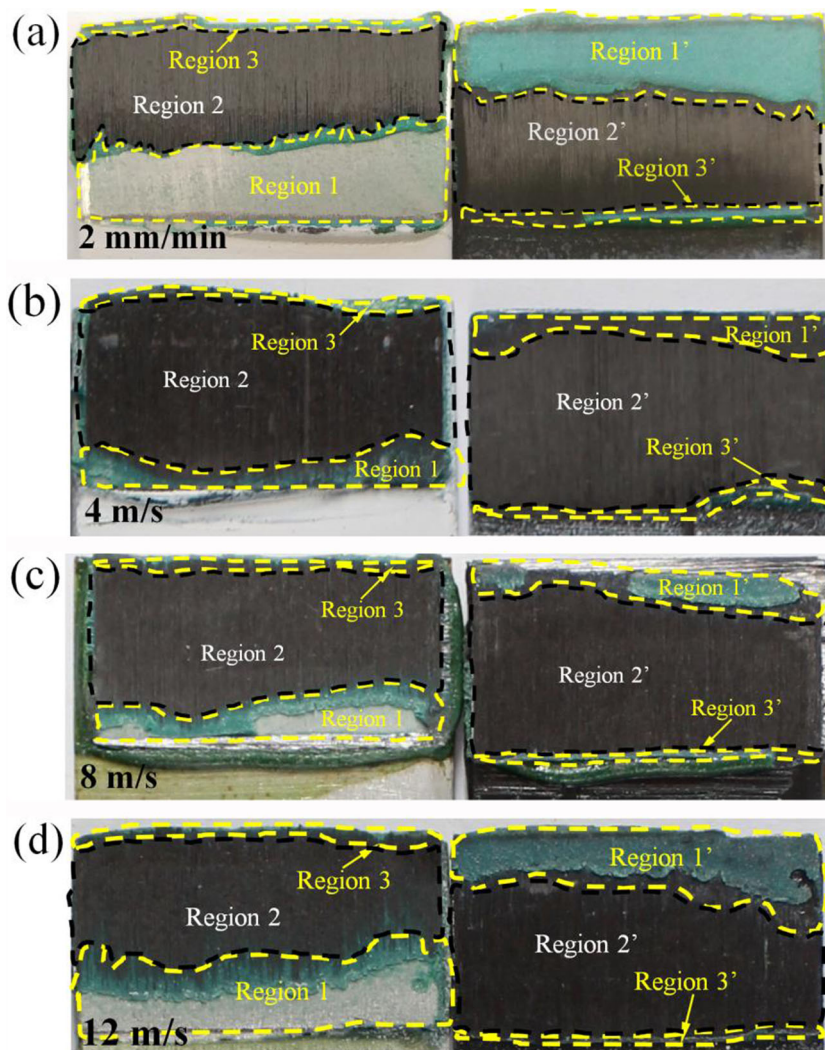 (a)
Region 3
Region 1’
Region 2
Region 2’
Region 3’
Region 1
2 mm/min
(b)
Region 3
Region 1’
Region 2
Region 2’
Region 3’
Region 1
4 m/s
(c)
Region 3
Region 1’
Region 2
Region 2’
Region 3’
Region 1
8 m/s
(d)
Region 3
Region 1’
Region 2
Region 2’
Region 1
Region 3’
12 m/s